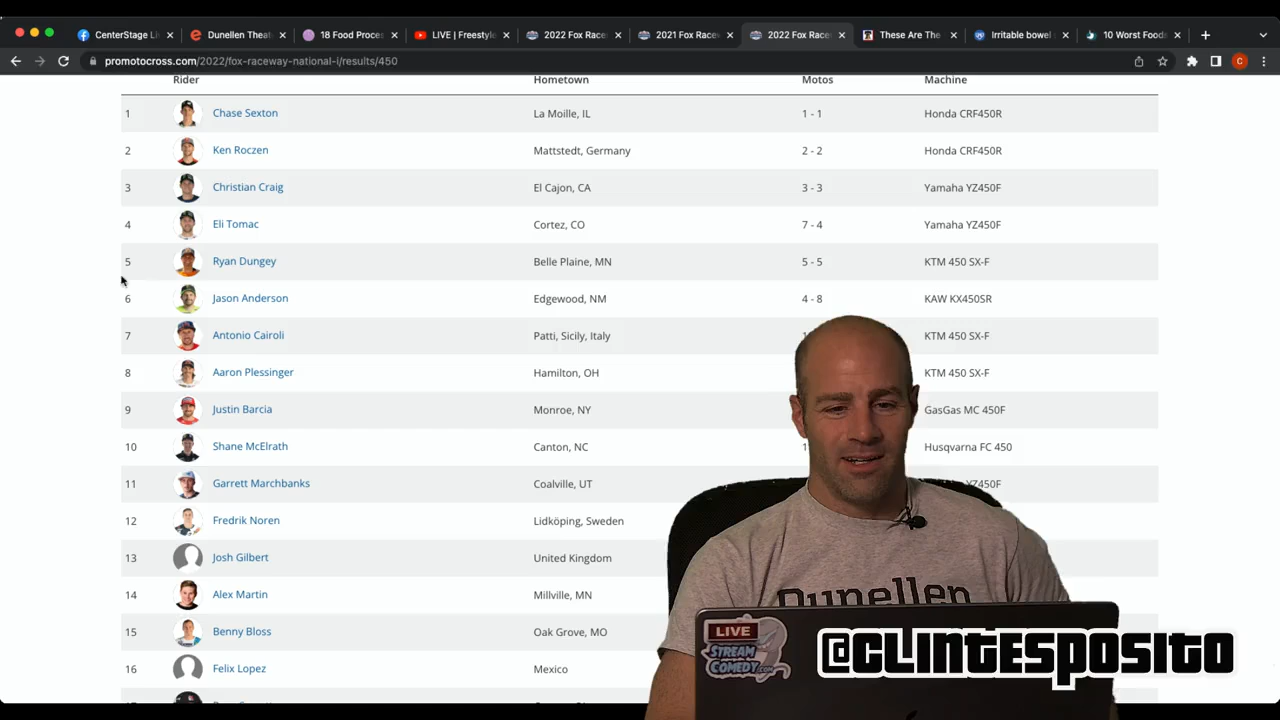 CenterStage Li
Dunellen Theat
18 Food Proces
LIVE | Freestyle
2022 Fox Race
2021 Fox Race
2022 Fox Race
These Are The
Irritable bowel
10 Worst Foods
promotocross.com/2022/fox-raceway-national-i/results/450
C
Rider Hometown Motos Machine
1 Chase Sexton La Moille, IL 1 - 1 Honda CRF450R
2 Ken Roczen Mattstedt, Germany 2 - 2 Honda CRF450R
3 Christian Craig El Cajon, CA 3 - 3 Yamaha YZ450F
4 Eli Tomac Cortez, CO 7 - 4 Yamaha YZ450F
5 Ryan Dungey Belle Plaine, MN 5 - 5 KTM 450 SX-F
6 Jason Anderson Edgewood, NM 4 - 8 KAW KX450SR
7 Antonio Cairoli Patti, Sicily, Italy KTM 450 SX-F
8 Aaron Plessinger Hamilton, OH KTM 450 SX-F
9 Justin Barcia Monroe, NY GasGas MC 450F
10 Shane McElrath Canton, NC Husqvarna FC 450
11 Garrett Marchbanks Coalville, UT YZ450F
12 Fredrik Noren Lidköping, Sweden
13 Josh Gilbert United Kingdom
14 Alex Martin Millville, MN
15 Benny Bloss Oak Grove, MO
16 Felix Lopez Mexico
Dunellen
LIVE
STREAM
COMEDY.com
@CLINTESPOSITO